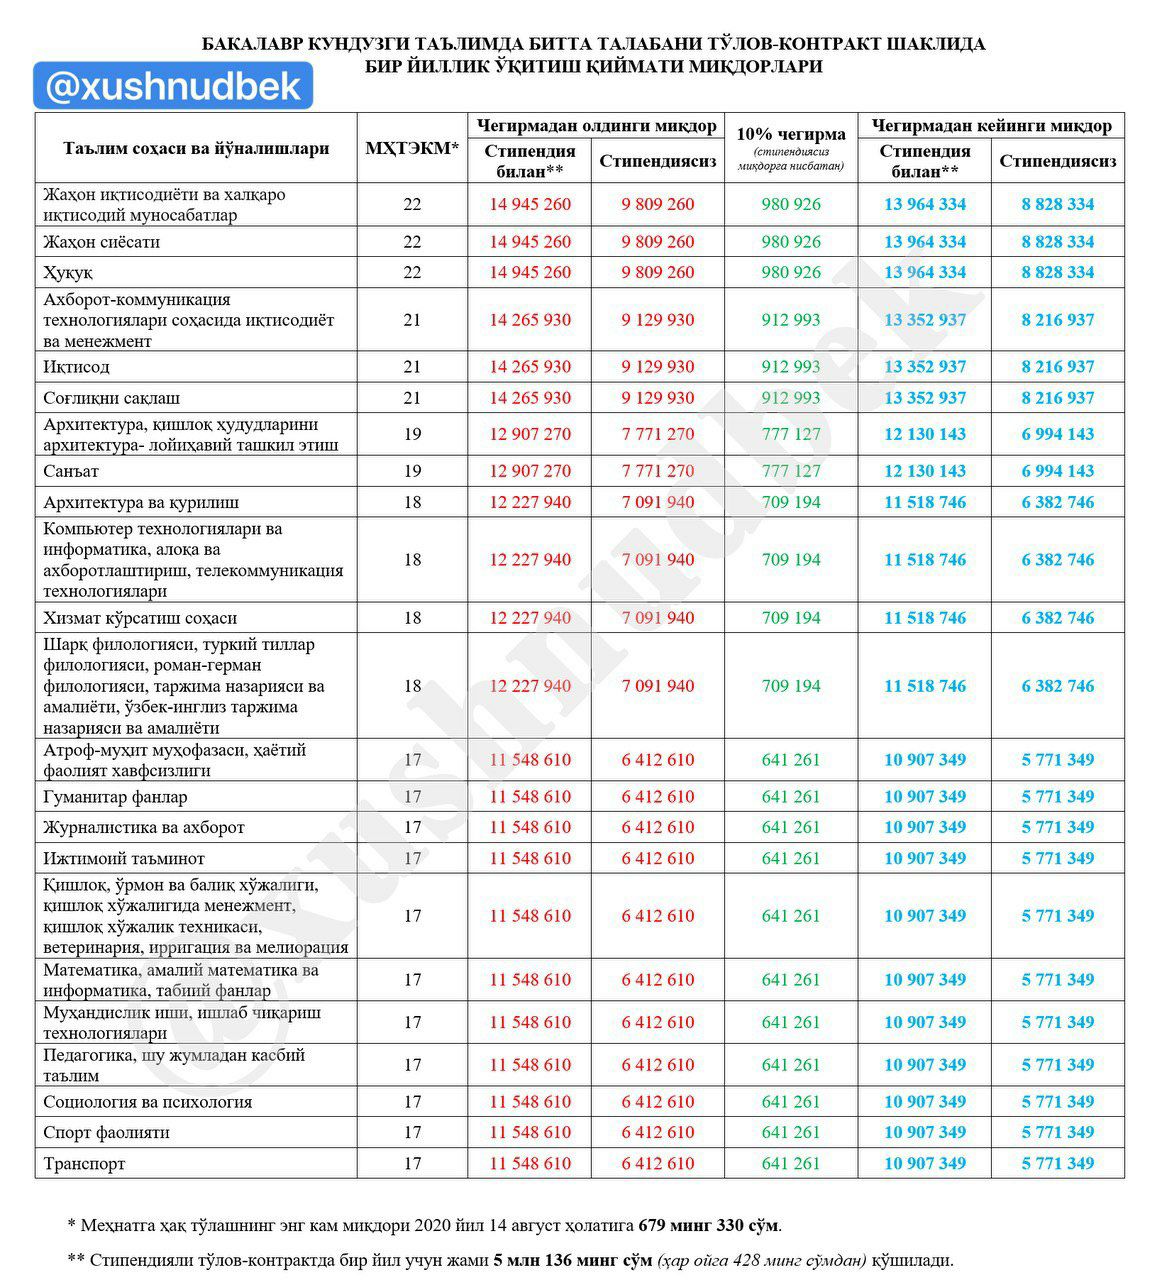 БАКАЛАВР КУНДУЗГИ ТАЪЛИМДА БИТТА ТАЛАБАНИ ТЎЛОВ-КОНТРАКТ ШАКЛИДА
БИР ЙИЛЛИК ЎҚИТИШ ҚИЙМАТИ МИҚДОРЛАРИ
@xushnudbek
Таълим соҳаси ва йўналишлари МҲТЭКМ* Чегирмадан олдинги миқдор 10% чегирма (стипендиясиз миқдорга нисбатан) Чегирмадан кейинги миқдор
Стипендия билан** Стипендиясиз Стипендия билан** Стипендиясиз
Жаҳон иқтисодиёти ва халқаро
иқтисодий муносабатлар 22 14 945 260 9 809 260 980 926 13 964 334 8 828 334
Жаҳон сиёсати 22 14 945 260 9 809 260 980 926 13 964 334 8 828 334
Ҳуқуқ 22 14 945 260 9 809 260 980 926 13 964 334 8 828 334
Ахборот-коммуникация
технологиялари соҳасида иқтисодиёт
ва менежмент 21 14 265 930 9 129 930 912 993 13 352 937 8 216 937
Иқтисод 21 14 265 930 9 129 930 912 993 13 352 937 8 216 937
Соғлиқни сақлаш 21 14 265 930 9 129 930 912 993 13 352 937 8 216 937
Архитектура, қишлоқ ҳудудларини
архитектура- лойиҳавий ташкил этиш 19 12 907 270 7 771 270 777 127 12 130 143 6 994 143
Санъат 19 12 907 270 7 771 270 777 127 12 130 143 6 994 143
Архитектура ва қурилиш 18 12 227 940 7 091 940 709 194 11 518 746 6 382 746
Компьютер технологиялари ва
информатика, алоқа ва
ахборотлаштириш, телекоммуникация
технологиялари 18 12 227 940 7 091 940 709 194 11 518 746 6 382 746
Хизмат кўрсатиш соҳаси 18 12 227 940 7 091 940 709 194 11 518 746 6 382 746
Шарқ филологияси, туркий тиллар
филологияси, роман-герман
филологияси, таржима назарияси ва
амалиёти, ўзбек-инглиз таржима
назарияси ва амалиёти 18 12 227 940 7 091 940 709 194 11 518 746 6 382 746
Атроф-муҳит муҳофазаси, ҳаётий
фаолият хавфсизлиги 17 11 548 610 6 412 610 641 261 10 907 349 5 771 349
Гуманитар фанлар 17 11 548 610 6 412 610 641 261 10 907 349 5 771 349
Журналистика ва ахборот 17 11 548 610 6 412 610 641 261 10 907 349 5 771 349
Ижтимоий таъминот 17 11 548 610 6 412 610 641 261 10 907 349 5 771 349
Қишлоқ, ўрмон ва балиқ хўжалиги,
қишлоқ хўжалигида менежмент,
қишлоқ хўжалик техникаси,
ветеринария, ирригация ва мелиорация 17 11 548 610 6 412 610 641 261 10 907 349 5 771 349
Математика, амалий математика ва
информатика, табиий фанлар 17 11 548 610 6 412 610 641 261 10 907 349 5 771 349
Муҳандислик иши, ишлаб чиқариш
технологиялари 17 11 548 610 6 412 610 641 261 10 907 349 5 771 349
Педагогика, шу жумладан касбий
таълим 17 11 548 610 6 412 610 641 261 10 907 349 5 771 349
Социология ва психология 17 11 548 610 6 412 610 641 261 10 907 349 5 771 349
Спорт фаолияти 17 11 548 610 6 412 610 641 261 10 907 349 5 771 349
Транспорт 17 11 548 610 6 412 610 641 261 10 907 349 5 771 349
@xushnudbek
* Меҳнатга ҳақ тўлашнинг энг кам миқдори 2020 йил 14 август ҳолатига 679 минг 330 сўм.
** Стипендияли тўлов-контрактда бир йил учун жами 5 млн 136 минг сўм (ҳар ойга 428 минг сўмдан) қўшилади.